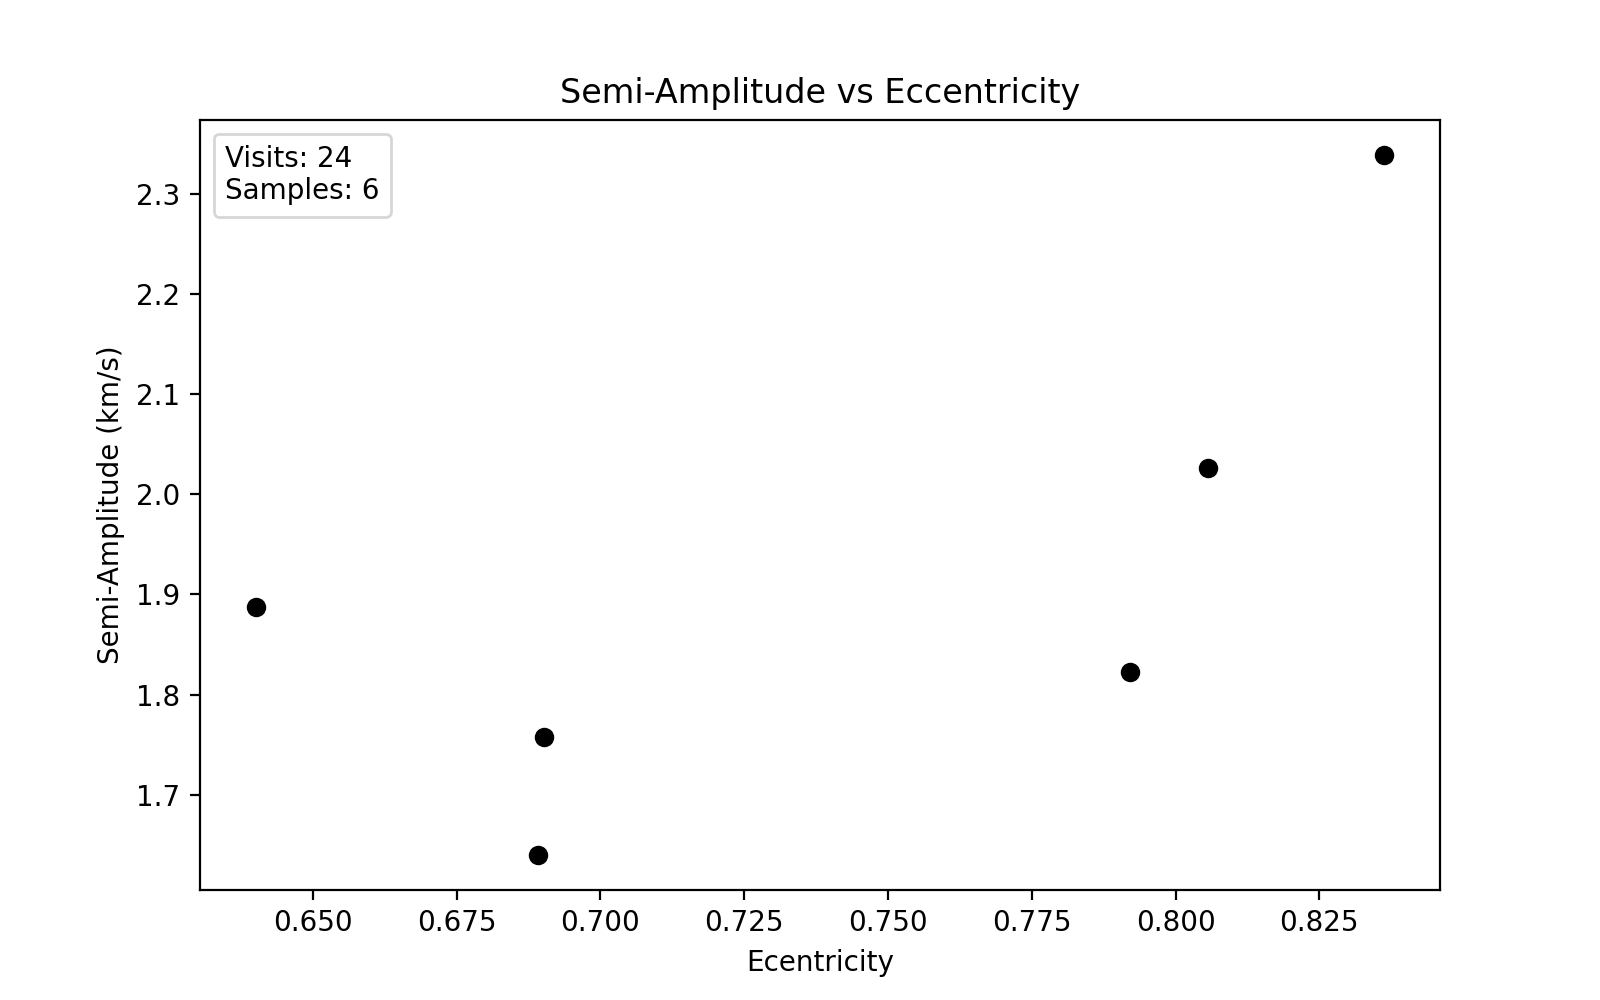 Semi-Amplitude vs Eccentricity
Visits: 24
Samples: 6
Semi-Amplitude (km/s)
2.3
2.2
2.1
2.0
1.9
1.8
1.7
0.650 0.675 0.700 0.725 0.750 0.775 0.800 0.825
Ecentricity